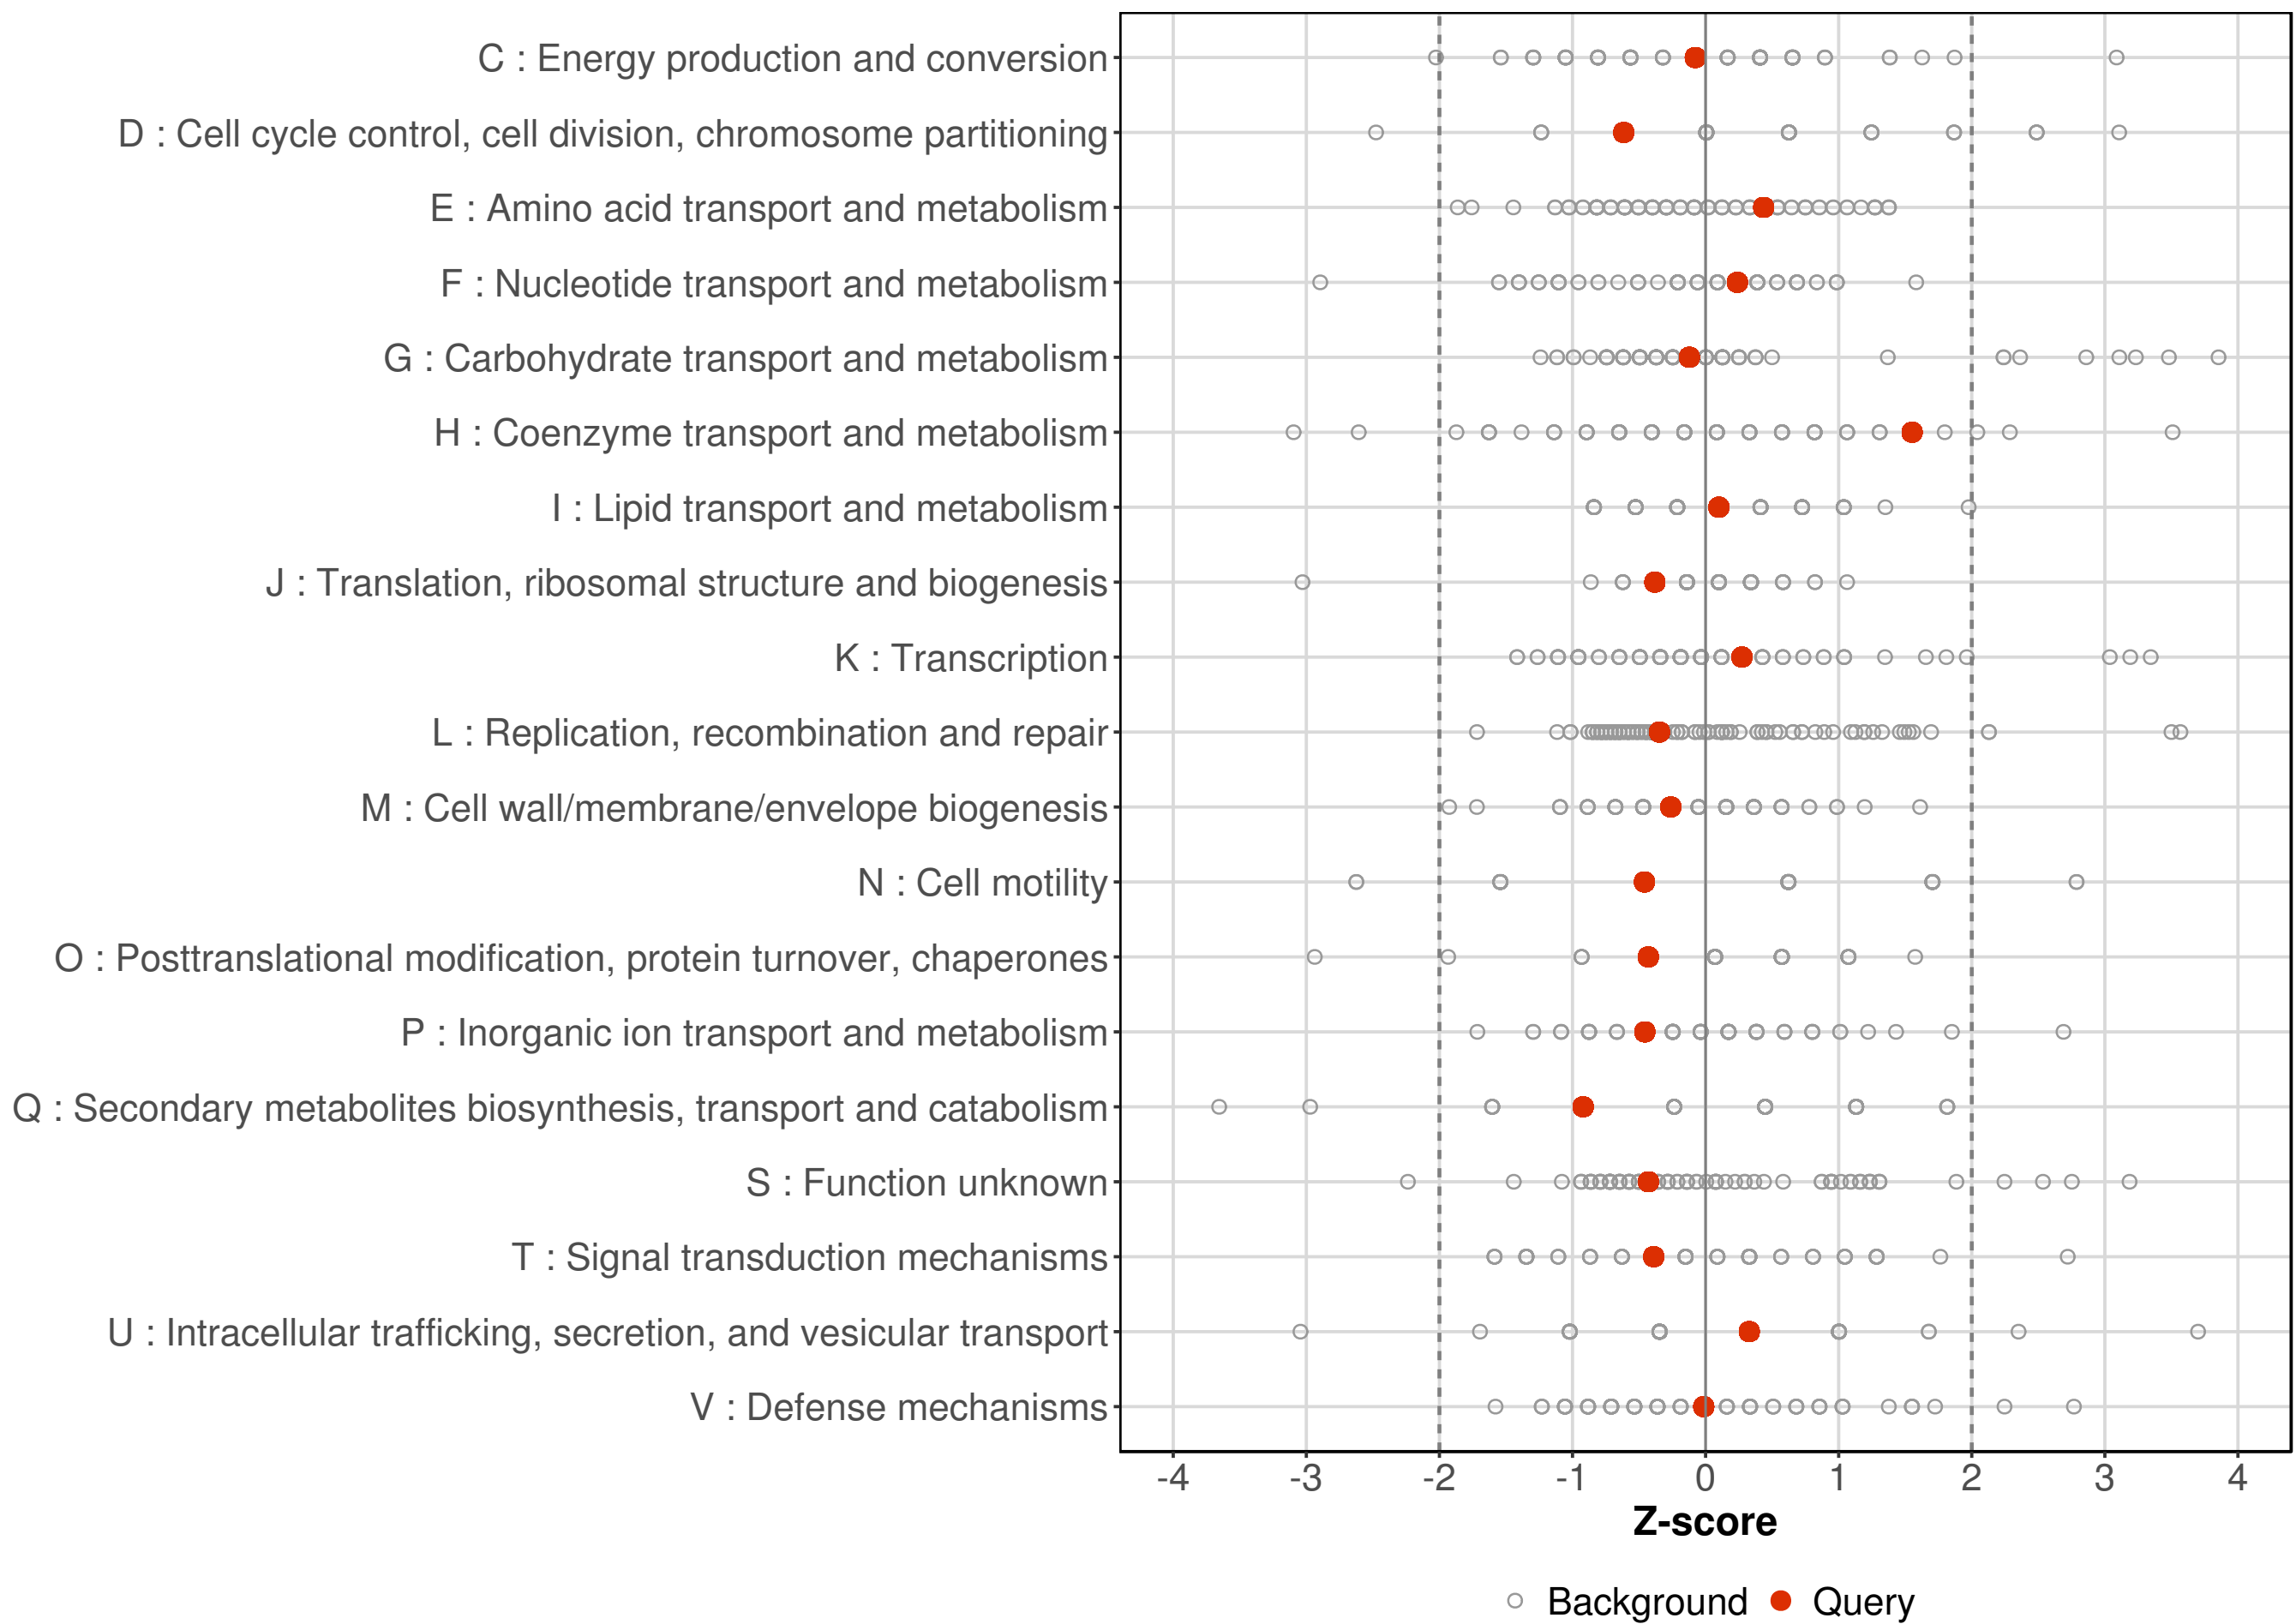 C : Energy production and conversion
D : Cell cycle control, cell division, chromosome partitioning
E : Amino acid transport and metabolism
F : Nucleotide transport and metabolism
G : Carbohydrate transport and metabolism
H : Coenzyme transport and metabolism
I : Lipid transport and metabolism
J : Translation, ribosomal structure and biogenesis
K : Transcription
L : Replication, recombination and repair
M : Cell wall/membrane/envelope biogenesis
N : Cell motility
O : Posttranslational modification, protein turnover, chaperones
P : Inorganic ion transport and metabolism
Q : Secondary metabolites biosynthesis, transport and catabolism
S : Function unknown
T : Signal transduction mechanisms
U : Intracellular trafficking, secretion, and vesicular transport
V : Defense mechanisms
-4 -3 -2 -1 0 1 2 3 4
Z-score
Background Query